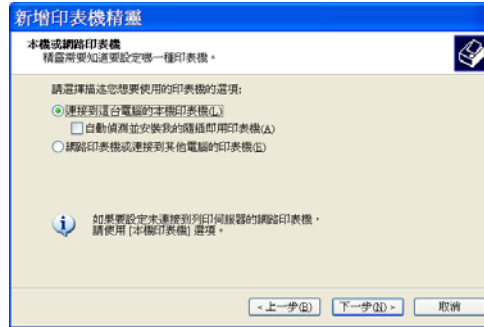 新增印表機精靈
本機或網路印表機
精靈需要知道要設定哪一種印表機。
請選擇描述您想要使用的印表機的選項:
連接到這台電腦的本機印表機(L)
自動偵測並安裝我的隨插即用印表機(A)
網路印表機或連接到其他電腦的印表機(E)
如果要設定未連接到列印伺服器的網路印表機，
請使用 [本機印表機] 選項。
<上一步(B)
下一步(N)>
取消